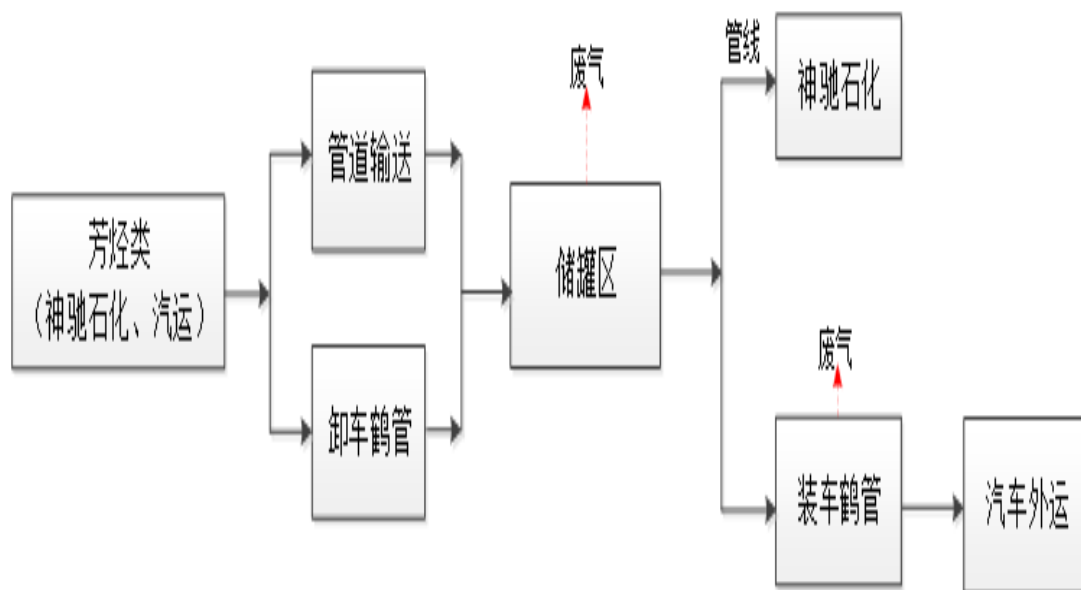 芳烃类
（神驰石化、汽运）
管道输送
卸车鹤管
废气
储罐区
管线
神驰石化
废气
装车鹤管
汽车外运